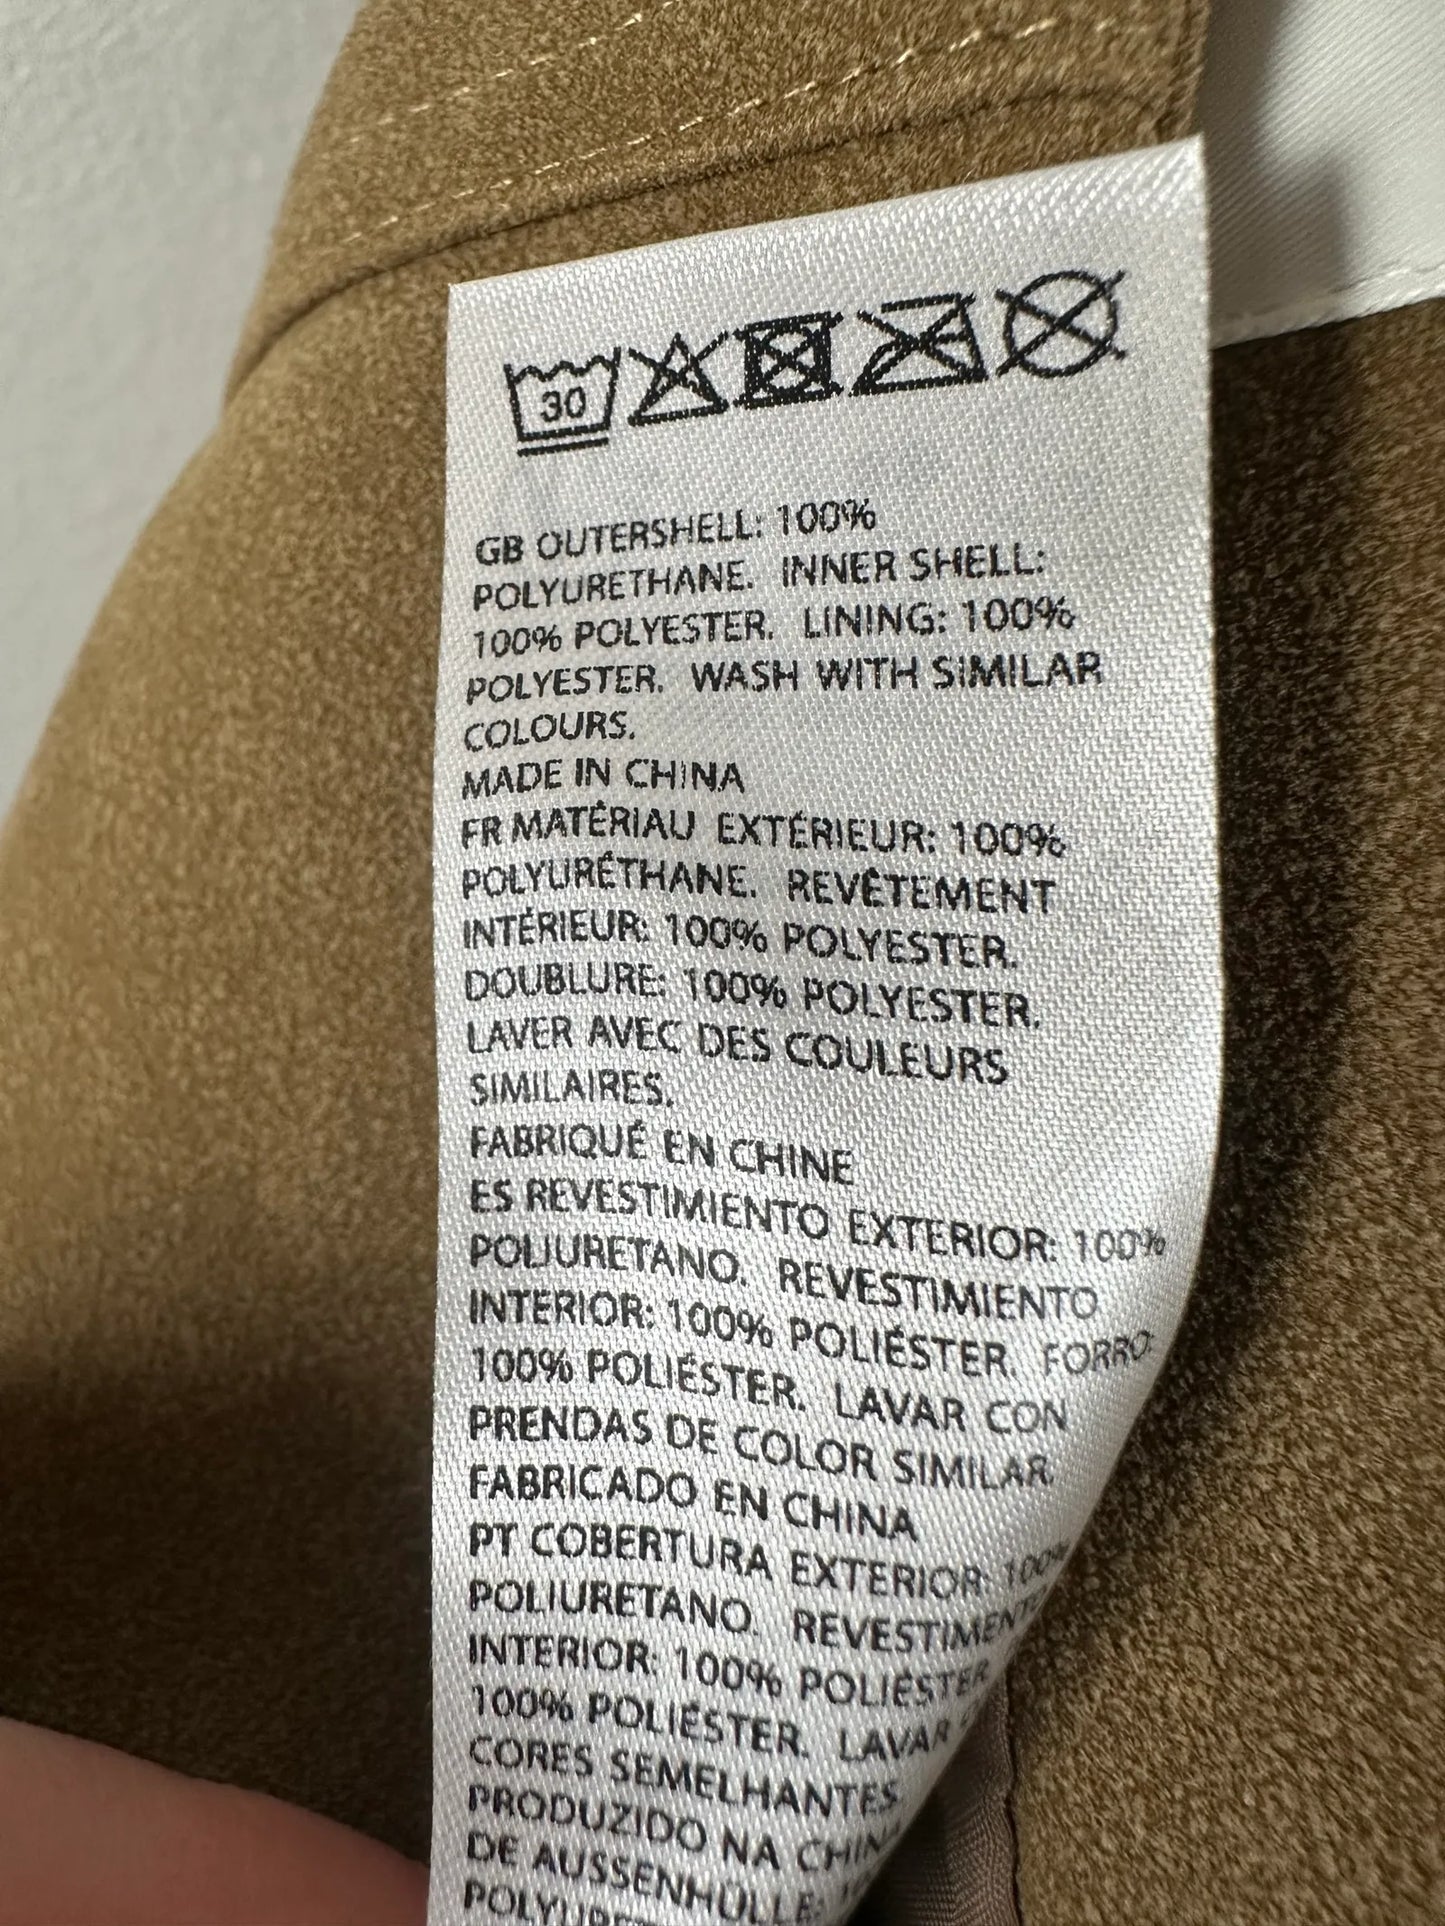 30
GB OUTERSHELL: 100%
POLYURETHANE. INNER SHELL:
100% POLYESTER. LINING: 100%
POLYESTER. WASH WITH SIMILAR
COLOURS.
MADE IN CHINA
FR MATÉRIAU EXTÉRIEUR: 100%
POLYURÉTHANE. REVÊTEMENT
INTÉRIEUR: 100% POLYESTER.
DOUBLURE: 100% POLYESTER.
LAVER AVEC DES COULEURS
SIMILAIRES.
FABRIQUÉ EN CHINE
ES REVESTIMIENTO EXTERIOR: 100%
POLIURETANO. REVESTIMIENTO
INTERIOR: 100% POLIÉSTER. FORRO:
100% POLIÉSTER. LAVAR CON
PRENDAS DE COLOR SIMILAR.
FABRICADO EN CHINA
PT COBERTURA EXTERIOR: 100%
POLIURETANO. REVESTIMENT
INTERIOR: 100% POLIÉSTER
100% POLIÉSTER. LAVAR
CORES SEMELHANTES
PRODUZIDO NA CHIN
DE AUSSENHÜLLE: